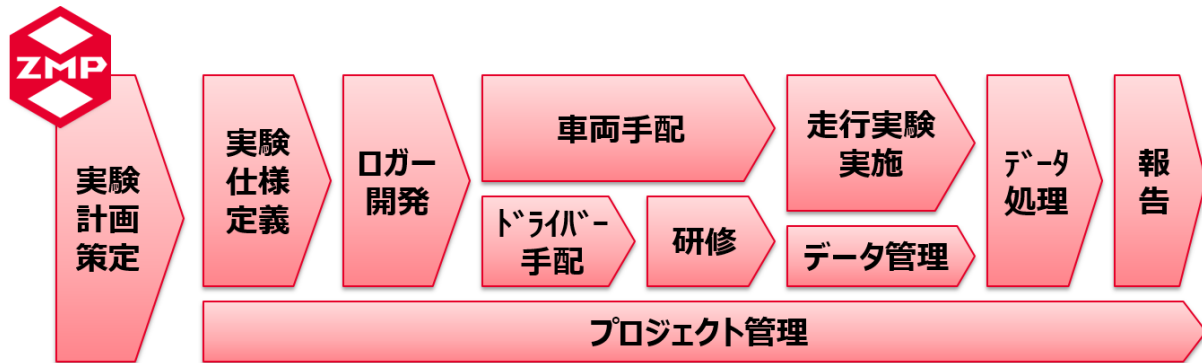 ZMP
実験
計画
策定
実験
仕様
定義
ロガー
開発
車両手配
ﾄﾞﾗｲﾊﾞｰ
手配
研修
走行実験
実施
データ管理
ﾃﾞｰﾀ
処理
報
告
プロジェクト管理